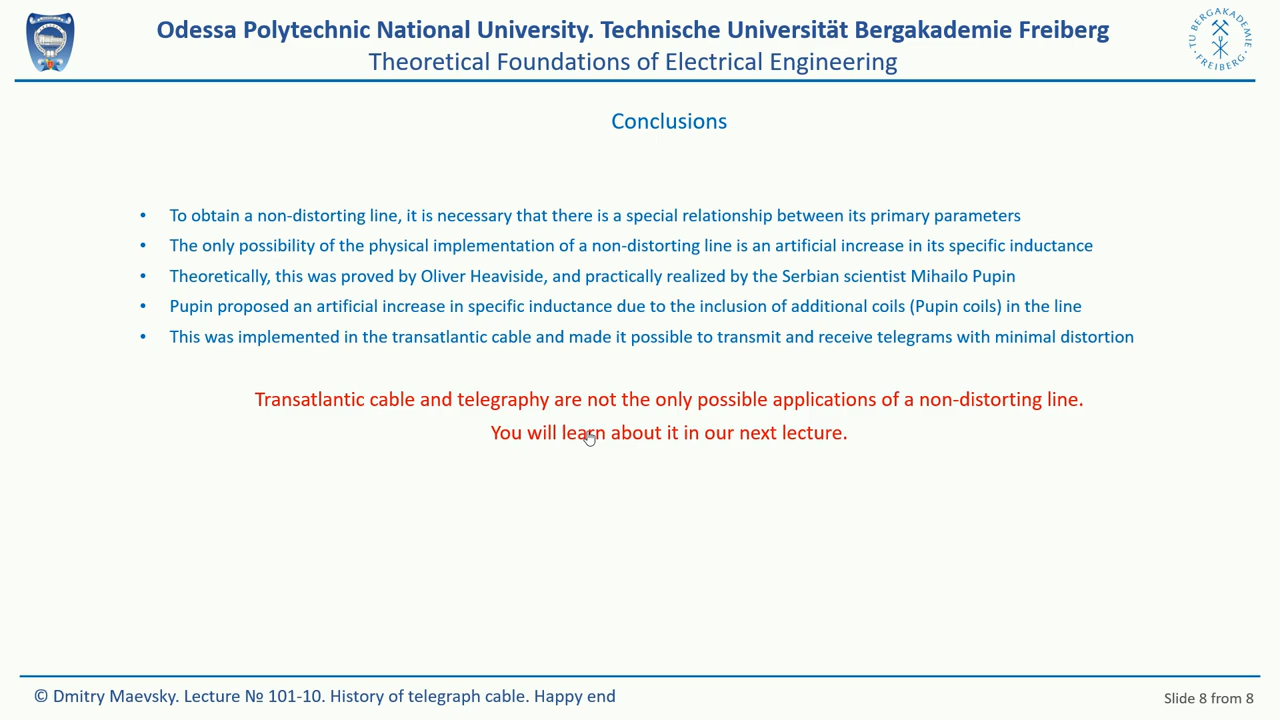 Odessa Polytechnic National University. Technische Universität Bergakademie Freiberg
Theoretical Foundations of Electrical Engineering
TU BERGAKADEMIE FREIBERG
Conclusions
• To obtain a non-distorting line, it is necessary that there is a special relationship between its primary parameters
• The only possibility of the physical implementation of a non-distorting line is an artificial increase in its specific inductance
• Theoretically, this was proved by Oliver Heaviside, and practically realized by the Serbian scientist Mihailo Pupin
• Pupin proposed an artificial increase in specific inductance due to the inclusion of additional coils (Pupin coils) in the line
• This was implemented in the transatlantic cable and made it possible to transmit and receive telegrams with minimal distortion
Transatlantic cable and telegraphy are not the only possible applications of a non-distorting line.
You will learn about it in our next lecture.
© Dmitry Maevsky. Lecture № 101-10. History of telegraph cable. Happy end
Slide 8 from 8